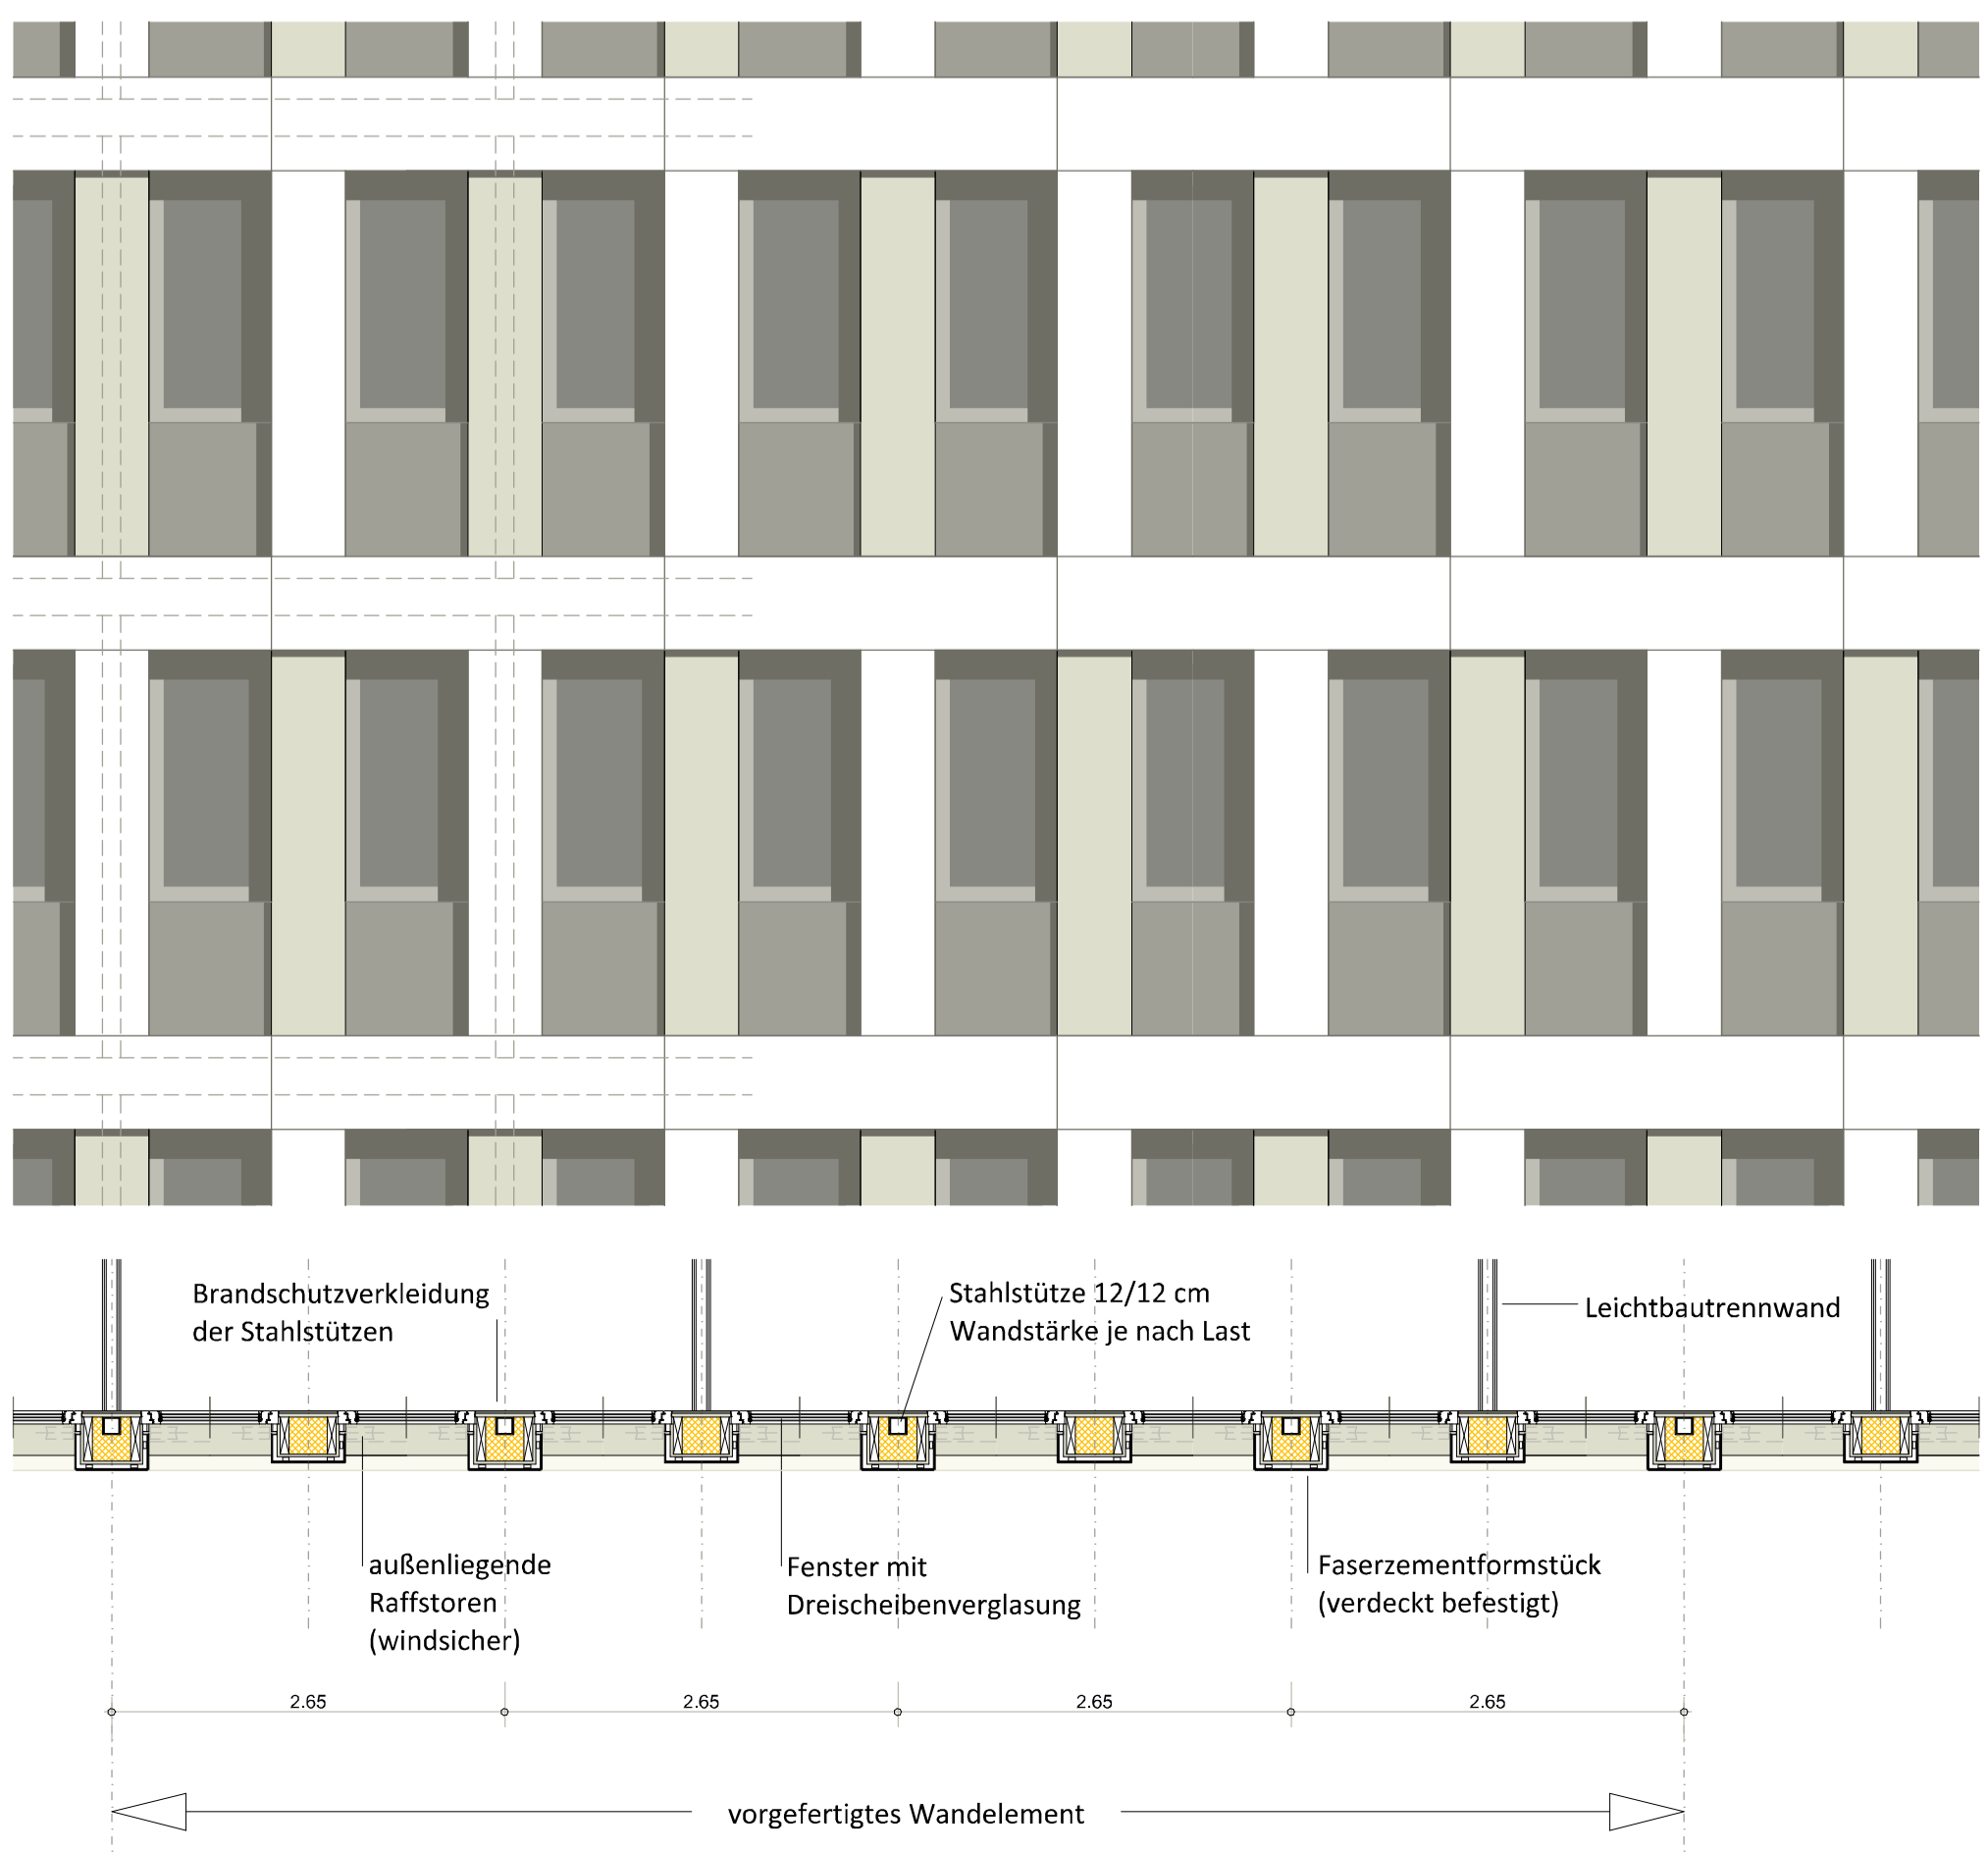 Brandschutzverkleidung
der Stahlstützen
Stahlstütze 12/12 cm
Wandstärke je nach Last
Leichtbautrennwand
außenliegende
Raffstoren
(windsicher)
Fenster mit
Dreischeibenverglasung
Faserzementformstück
(verdeckt befestigt)
2.65
2.65
2.65
2.65
vorgefertigtes Wandelement